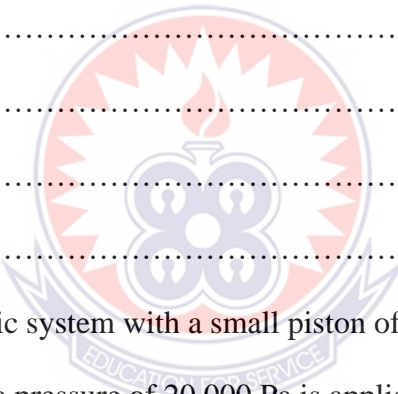 ……………………………………
……………………………………
……………………………………
……………………………………
ic system with a small piston of
EDUCATION FOR SERVICE
a pressure of 20,000 Pa is applie